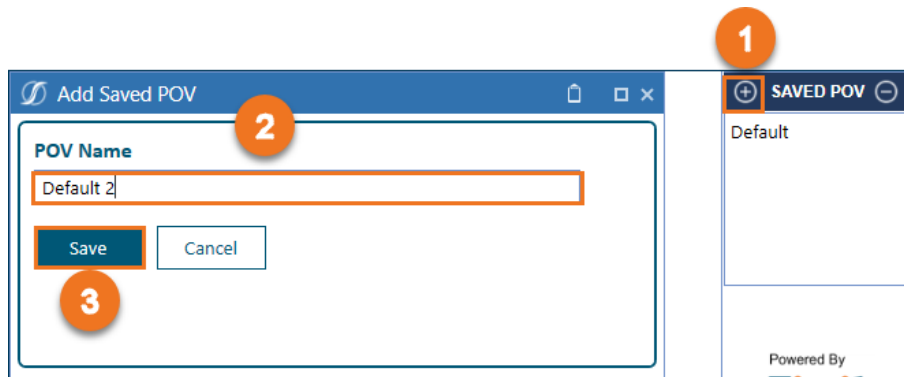 1
Add Saved POV
SAVED POV
2
Default
POV Name
Default 2
Save
Cancel
3
Powered By